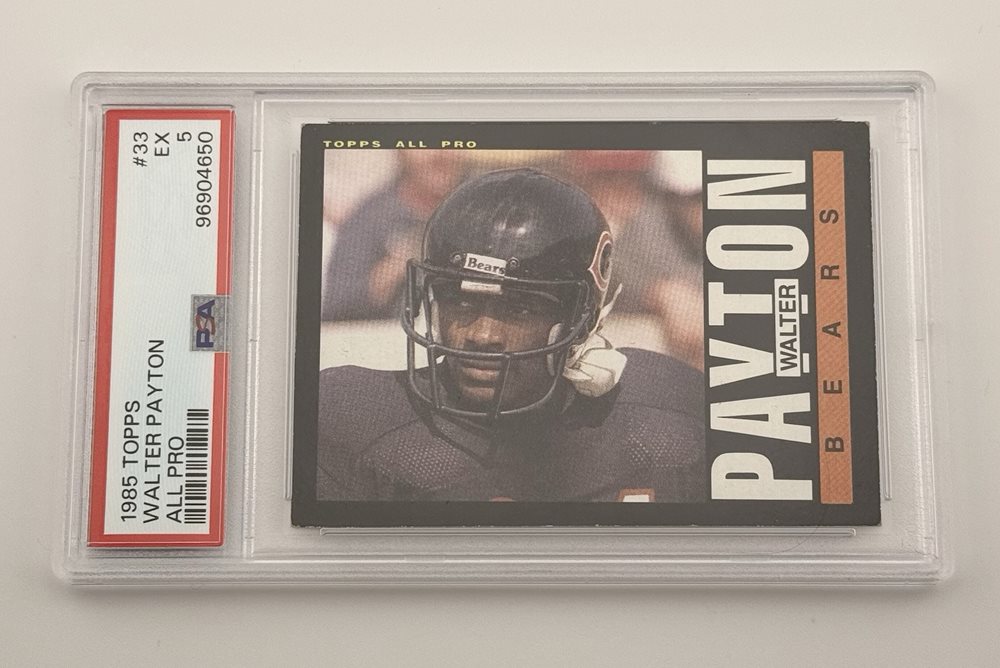 1985 TOPPS
WALTER PAYTON
ALL PRO
#33
EX
5
96904650
PSA
TOPPS ALL PRO
Bears
PAYTON
WALTER
BEARS